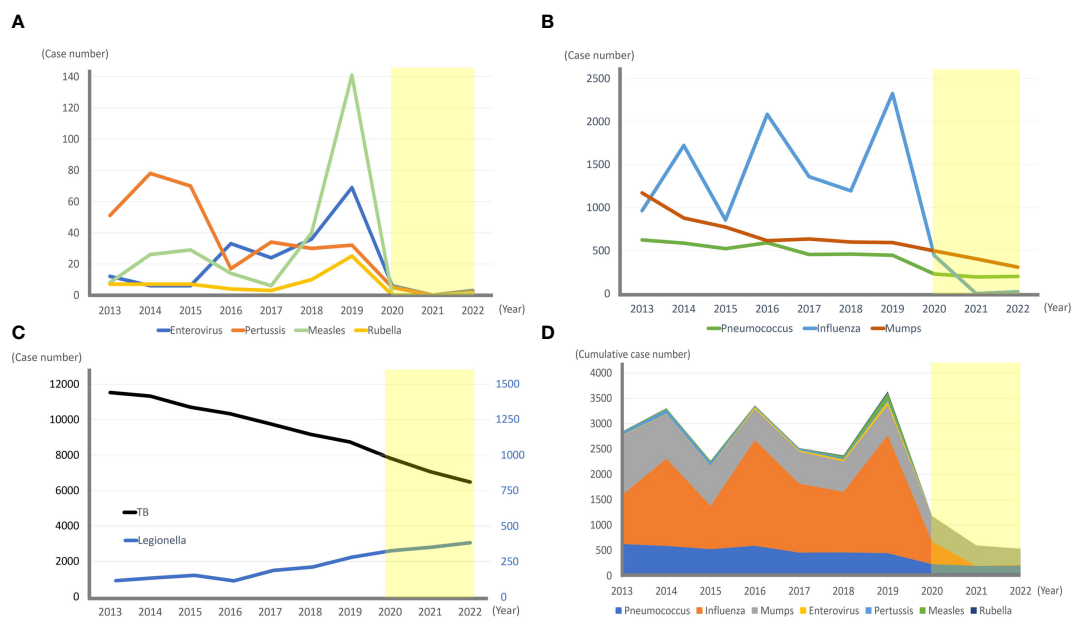 A
(Case number)
140
120
100
80
60
40
20
0
2013 2014 2015 2016 2017 2018 2019 2020 2021 2022 (Year)
Enterovirus Pertussis Measles Rubella
B
(Case number)
2500
2000
1500
1000
500
0
2013 2014 2015 2016 2017 2018 2019 2020 2021 2022 (Year)
Pneumococcus Influenza Mumps
C
(Case number)
12000 1500
10000 1250
8000 1000
6000 750
4000 500
2000 250
0 0
TB
Legionella
2013 2014 2015 2016 2017 2018 2019 2020 2021 2022 (Year)
D
(Cumulative case number)
4000
3500
3000
2500
2000
1500
1000
500
0
2013 2014 2015 2016 2017 2018 2019 2020 2021 2022 (Year)
Pneumococcus Influenza Mumps Enterovirus Pertussis Measles Rubella